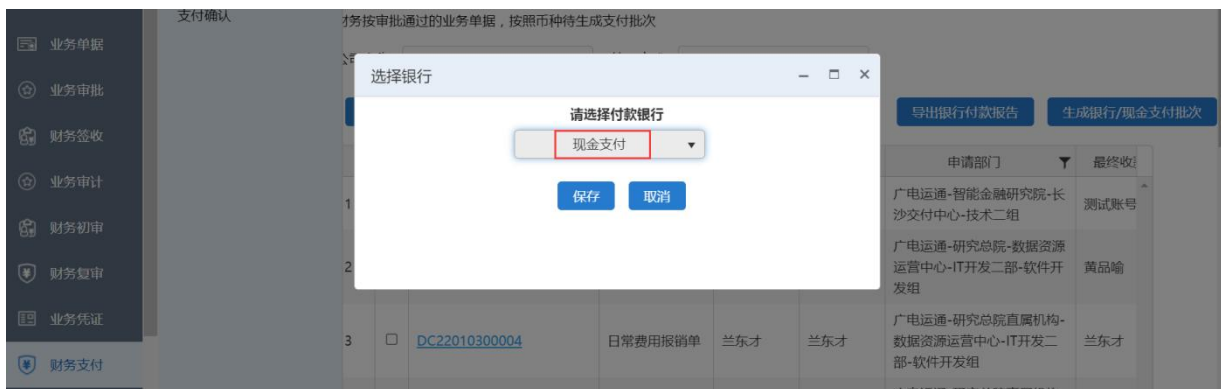 支付确认
财务按审批通过的业务单据，按照币种待生成支付批次
业务单据
业务审批
财务签收
业务审计
财务初审
财务复审
业务凭证
财务支付
选择银行
请选择付款银行
现金支付
保存
取消
导出银行付款报告
生成银行/现金支付批次
申请部门
最终收
1
广电运通-智能金融研究院-长
沙交付中心-技术二组
测试账号
2
广电运通-研究总院-数据资源
运营中心-IT开发二部-软件开
发组
黄品喻
3
DC22010300004
日常费用报销单
兰东才
兰东才
广电运通-研究总院直属机构-
数据资源运营中心-IT开发二
部-软件开发组
兰东才